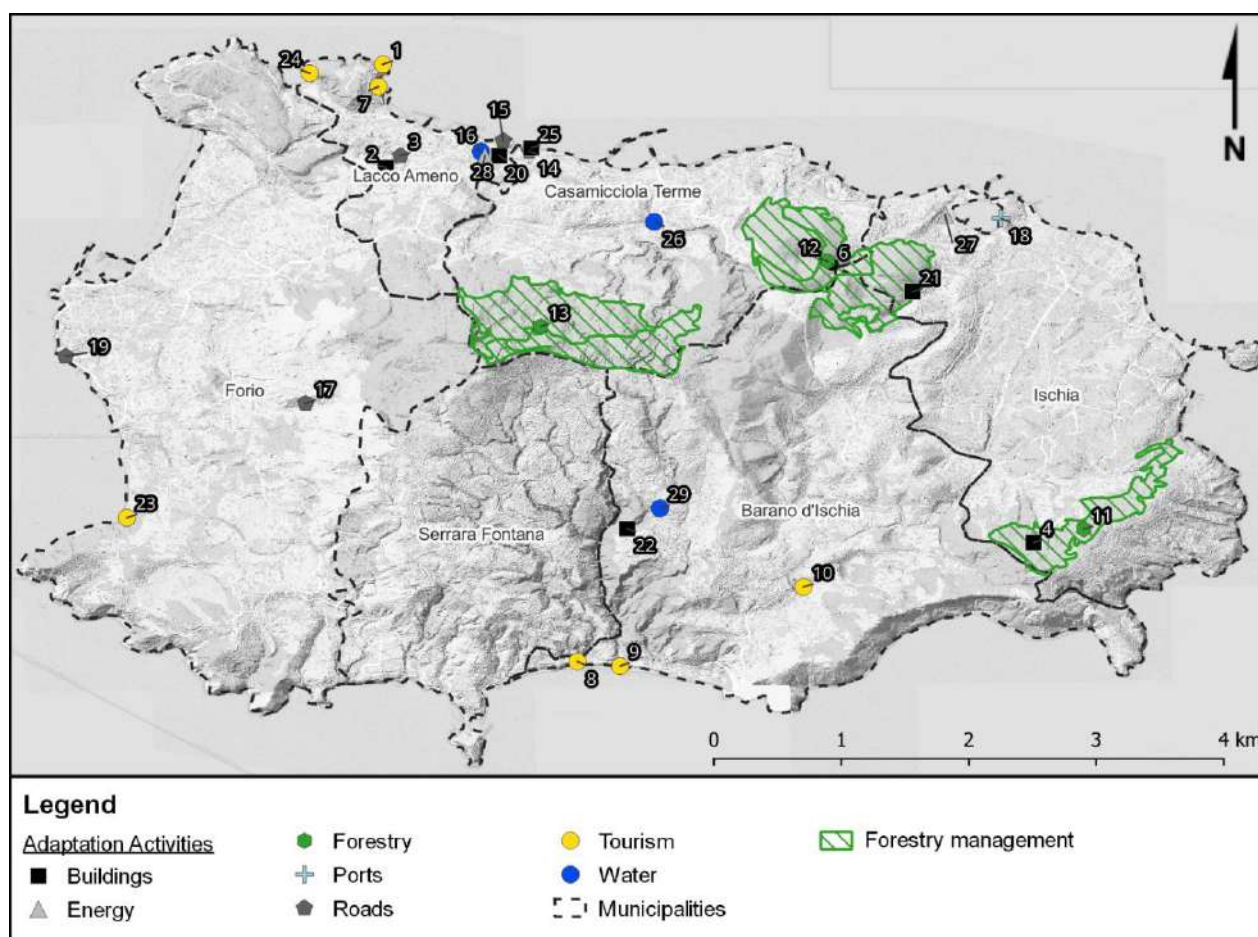 24
1
7
15
25
16
2
3
28
20
14
Lacco Ameno
Casamicciola Terme
26
12
6
27
18
21
13
19
17
Forio
Ischia
23
29
22
Serrara Fontana
Barano d'Ischia
4
11
10
8
9
N
0 1 2 3 4 km
Legend
Adaptation Activities
Buildings
Energy
Forestry
Ports
Roads
Tourism
Water
Municipalities
Forestry management